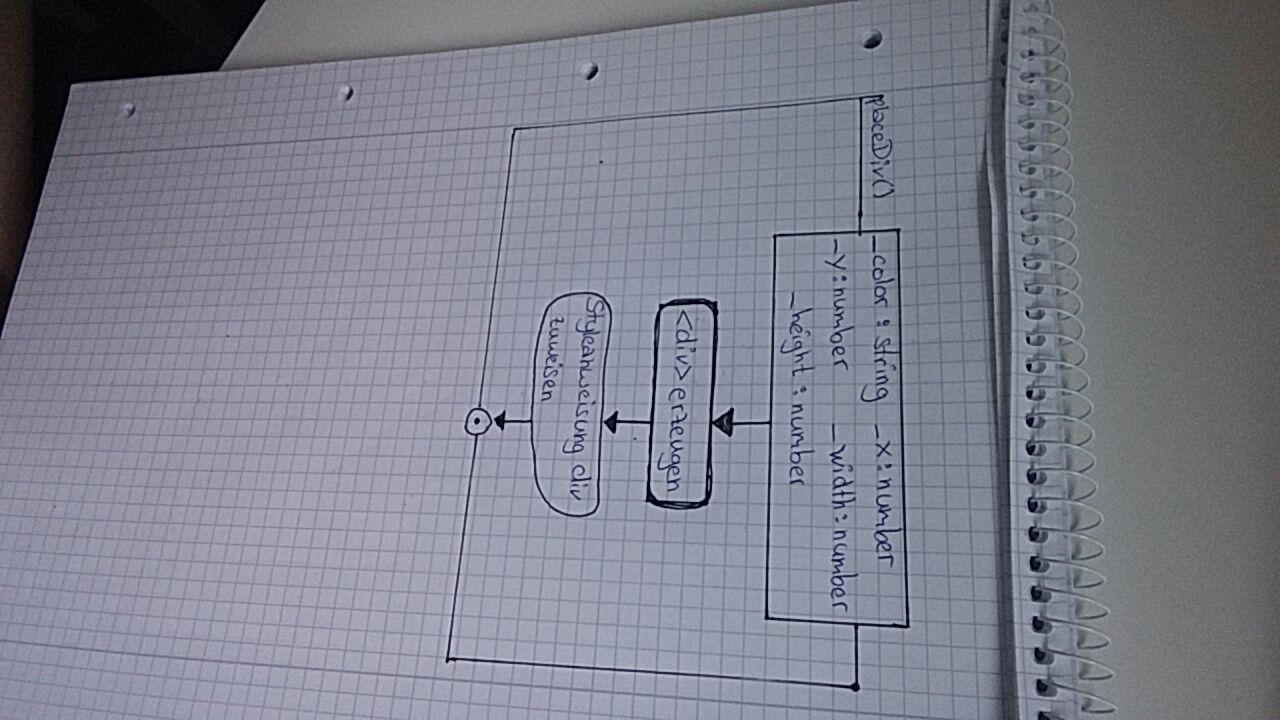 placeDiv()
_color : string _x : number
_y : number _width : number
_height : number
<div> erzeugen
Styleanweisung div
zuweisen